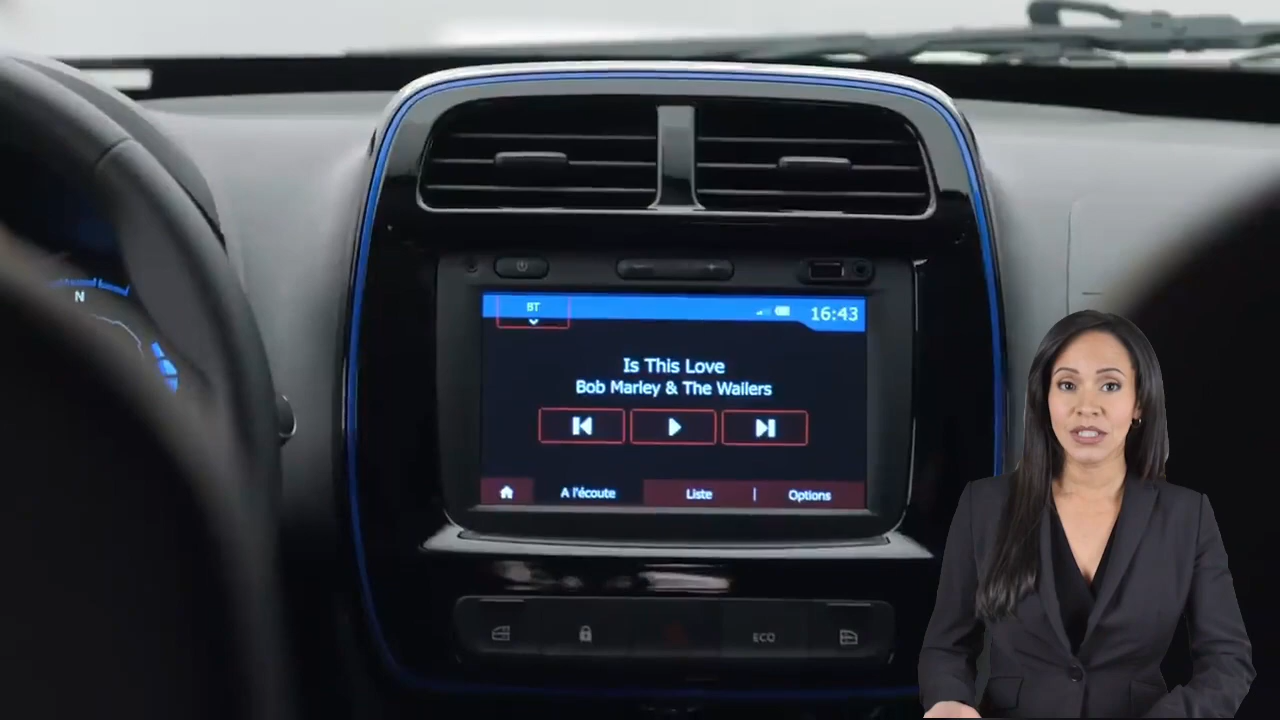 N
BT
16:43
Is This Love
Bob Marley & The Wailers
A l'écoute
Liste
Options
ECO